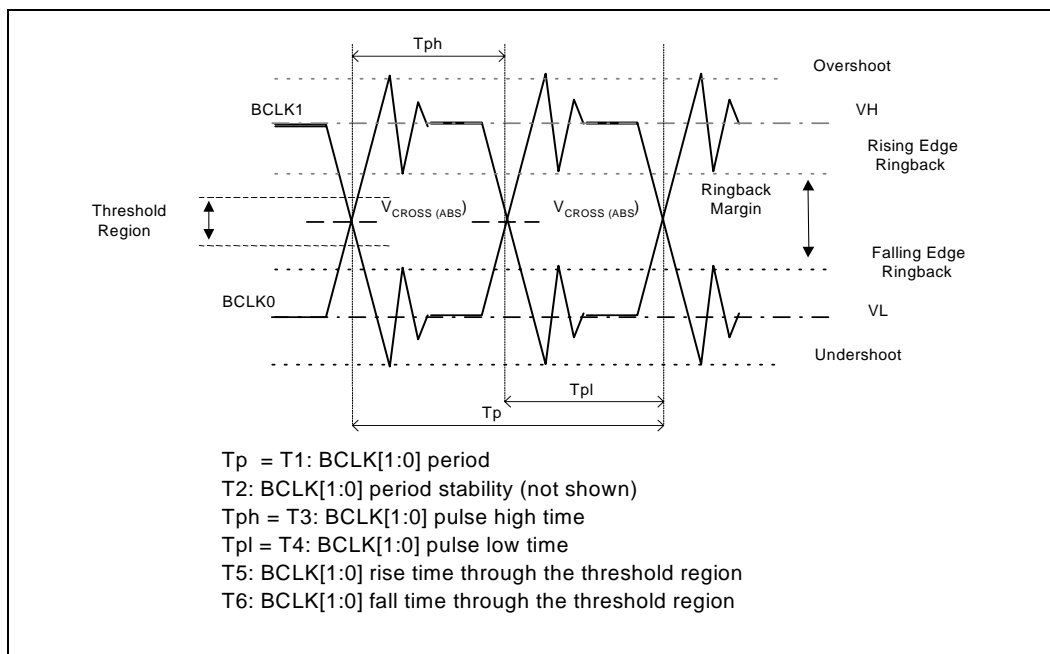 Tph
Overshoot
BCLK1
VH
Rising Edge
Ringback
Ringback
Margin
Threshold
Region
VCROSS (ABS)
VCROSS (ABS)
Falling Edge
Ringback
BCLK0
VL
Undershoot
Tpl
Tp
Tp = T1: BCLK[1:0] period
T2: BCLK[1:0] period stability (not shown)
Tph = T3: BCLK[1:0] pulse high time
Tpl = T4: BCLK[1:0] pulse low time
T5: BCLK[1:0] rise time through the threshold region
T6: BCLK[1:0] fall time through the threshold region